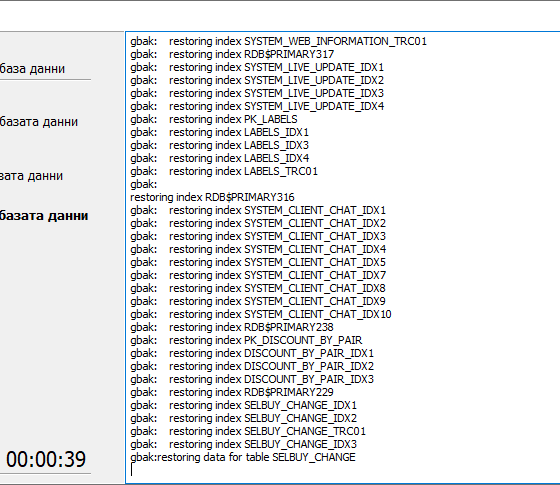 база данни
базата данни
зата данни
базата данни
00:00:39
gbak: restoring index SYSTEM_WEB_INFORMATION_TRC01
gbak: restoring index RDB$PRIMARY317
gbak: restoring index SYSTEM_LIVE_UPDATE_IDX1
gbak: restoring index SYSTEM_LIVE_UPDATE_IDX2
gbak: restoring index SYSTEM_LIVE_UPDATE_IDX3
gbak: restoring index SYSTEM_LIVE_UPDATE_IDX4
gbak: restoring index PK_LABELS
gbak: restoring index LABELS_IDX1
gbak: restoring index LABELS_IDX3
gbak: restoring index LABELS_IDX4
gbak: restoring index LABELS_TRC01
gbak:
restoring index RDB$PRIMARY316
gbak: restoring index SYSTEM_CLIENT_CHAT_IDX1
gbak: restoring index SYSTEM_CLIENT_CHAT_IDX2
gbak: restoring index SYSTEM_CLIENT_CHAT_IDX3
gbak: restoring index SYSTEM_CLIENT_CHAT_IDX4
gbak: restoring index SYSTEM_CLIENT_CHAT_IDX5
gbak: restoring index SYSTEM_CLIENT_CHAT_IDX7
gbak: restoring index SYSTEM_CLIENT_CHAT_IDX8
gbak: restoring index SYSTEM_CLIENT_CHAT_IDX9
gbak: restoring index SYSTEM_CLIENT_CHAT_IDX10
gbak: restoring index RDB$PRIMARY238
gbak: restoring index PK_DISCOUNT_BY_PAIR
gbak: restoring index DISCOUNT_BY_PAIR_IDX1
gbak: restoring index DISCOUNT_BY_PAIR_IDX2
gbak: restoring index DISCOUNT_BY_PAIR_IDX3
gbak: restoring index RDB$PRIMARY229
gbak: restoring index SELBUY_CHANGE_IDX1
gbak: restoring index SELBUY_CHANGE_IDX2
gbak: restoring index SELBUY_CHANGE_TRC01
gbak: restoring index SELBUY_CHANGE_IDX3
gbak:restoring data for table SELBUY_CHANGE